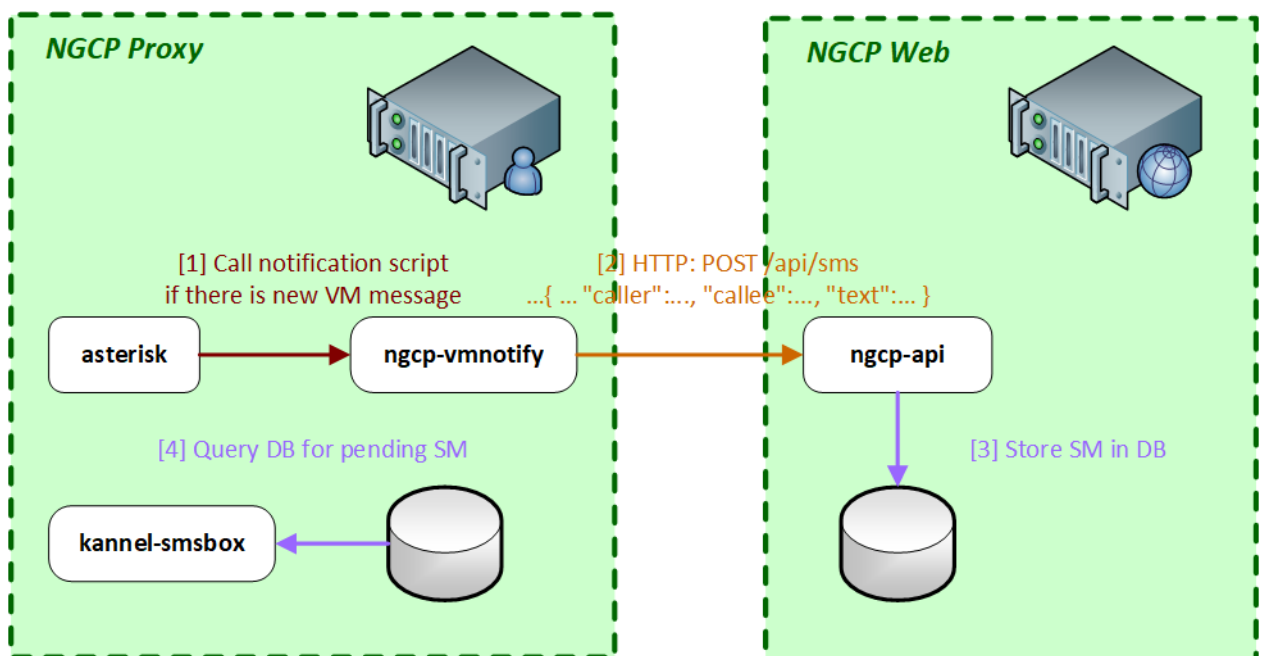 NGCP Proxy
NGCP Web
[1] Call notification script
if there is new VM message
[2] HTTP: POST /api/sms
...{ ... "caller":..., "callee":..., "text":... }
asterisk
ngcp-vmnotify
ngcp-api
[4] Query DB for pending SM
[3] Store SM in DB
kannel-smsbox